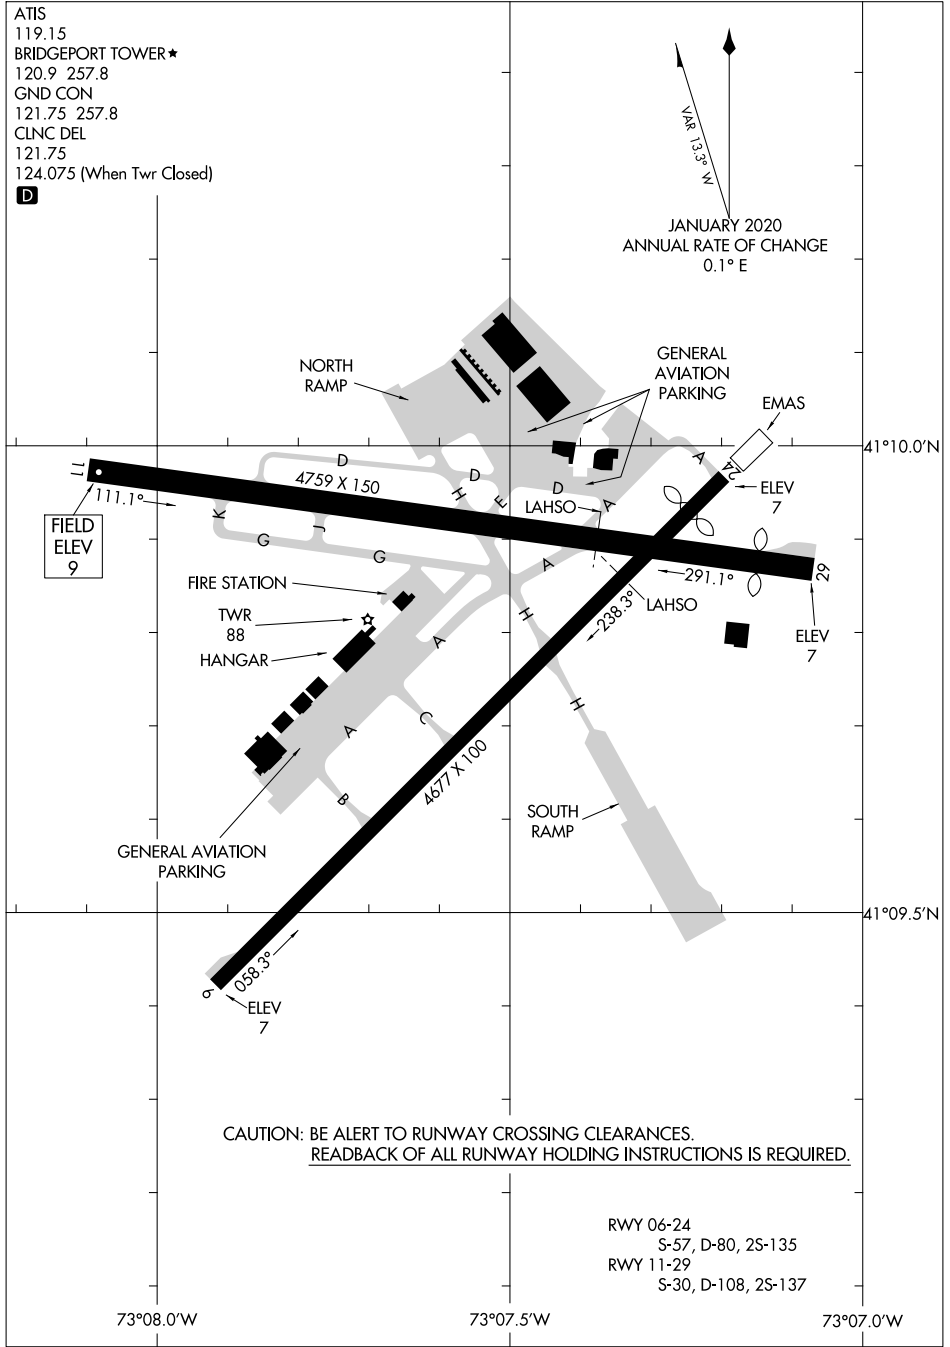 ATIS
119.15
BRIDGEPORT TOWER★
120.9 257.8
GND CON
121.75 257.8
CLNC DEL
121.75
124.075 (When Twr Closed)
D
VAR 13.3° W
JANUARY 2020
ANNUAL RATE OF CHANGE
0.1° E
NORTH
RAMP
GENERAL
AVIATION
PARKING
EMAS
41°10.0'N
A
24
ELEV
7
11
111.1°
FIELD
ELEV
9
D
4759 X 150
D
H
E
D
LAHSO
A
K
G
J
G
A
291.1°
29
ELEV
7
LAHSO
238.3°
FIRE STATION
TWR
88
HANGAR
H
A
H
A
C
B
4677 X 100
SOUTH
RAMP
GENERAL AVIATION
PARKING
41°09.5'N
058.3°
6
ELEV
7
CAUTION: BE ALERT TO RUNWAY CROSSING CLEARANCES.
READBACK OF ALL RUNWAY HOLDING INSTRUCTIONS IS REQUIRED.
RWY 06-24
S-57, D-80, 2S-135
RWY 11-29
S-30, D-108, 2S-137
73°08.0'W
73°07.5'W
73°07.0'W